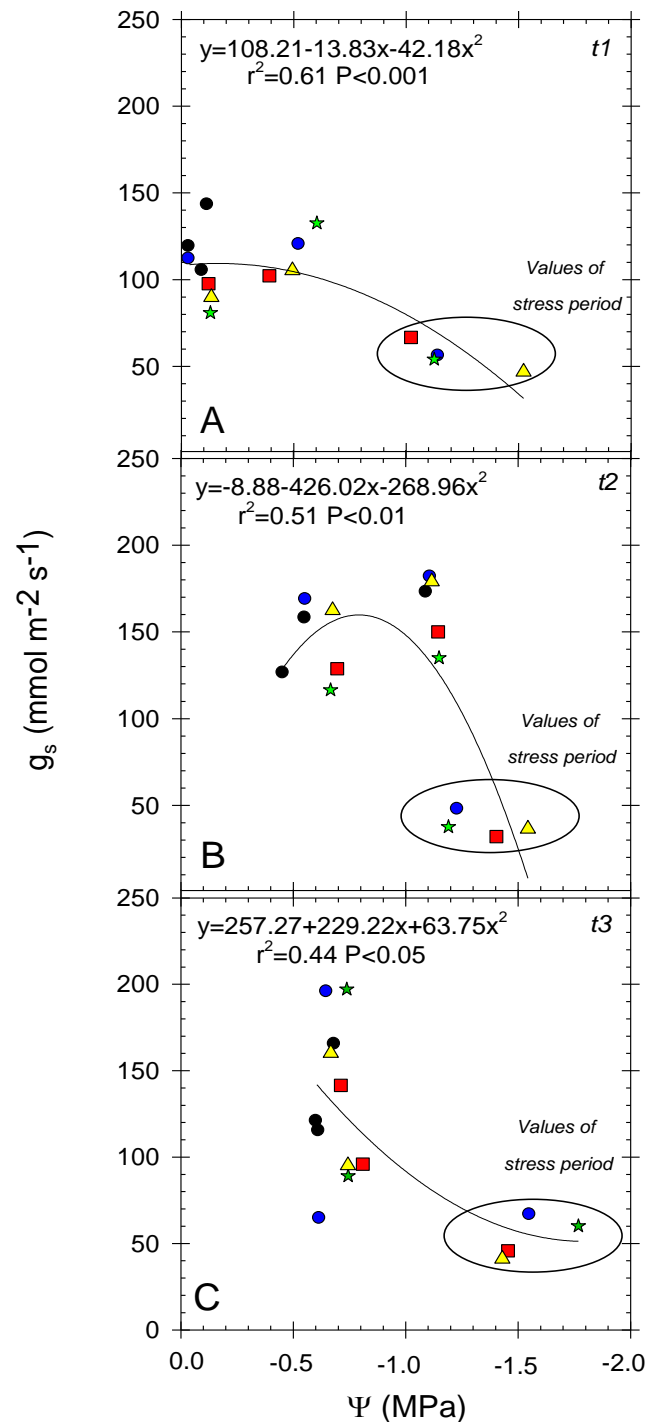 250
y=108.21-13.83x-42.18x²
t1
r²=0.61 P<0.001
200
150
100
Values of
stress period
50
A
250
y=-8.88-426.02x-268.96x²
t2
r²=0.51 P<0.01
200
150
100
Values of
stress period
50
B
250
y=257.27+229.22x+63.75x²
t3
r²=0.44 P<0.05
200
150
100
Values of
stress period
50
C
0
0.0 -0.5 -1.0 -1.5 -2.0
Ψ (MPa)
gs (mmol m-2 s-1)